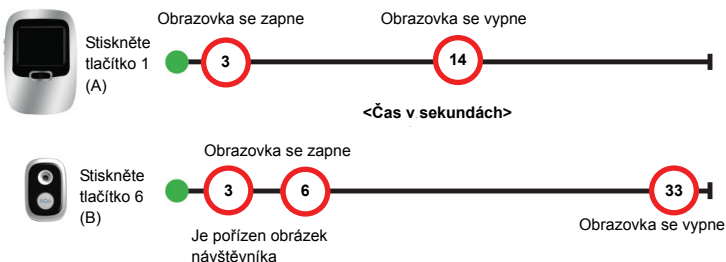 Obrazovka se zapne
Obrazovka se vypne
Stiskněte
tlačítko 1
(A)
3
14
<Čas v sekundách>
Obrazovka se zapne
Stiskněte
tlačítko 6
(B)
3
6
33
Obrazovka se vypne
Je pořízen obrázek
návštěvníka